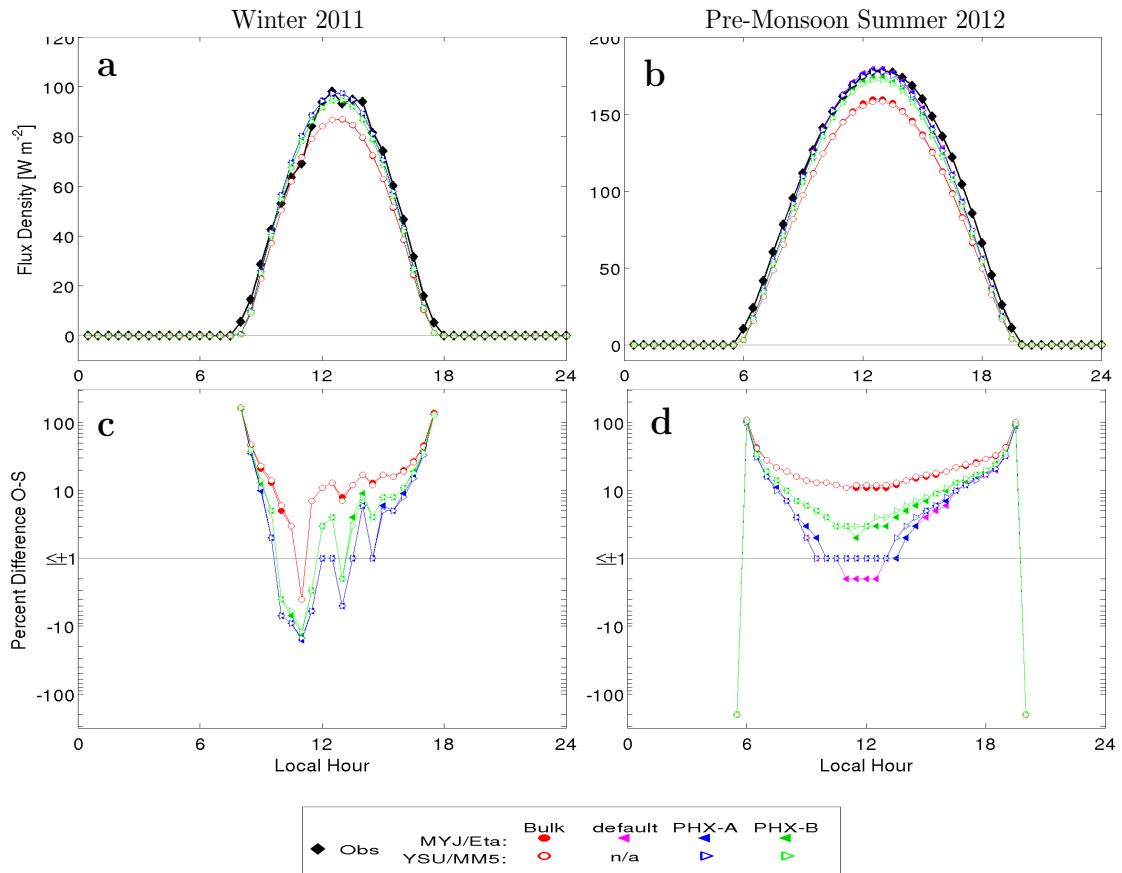 Winter 2011
Pre-Monsoon Summer 2012
120
100
80
60
40
20
0
Flux Density [W m-2]
a
0 6 12 18 24
200
150
100
50
0
b
0 6 12 18 24
100
10
≤±1
-10
-100
Percent Difference O-S
c
0 6 12 18 24
Local Hour
100
10
≤±1
-10
-100
d
0 6 12 18 24
Local Hour
Bulk default PHX-A PHX-B
Obs MYJ/Eta:
YSU/MM5: n/a